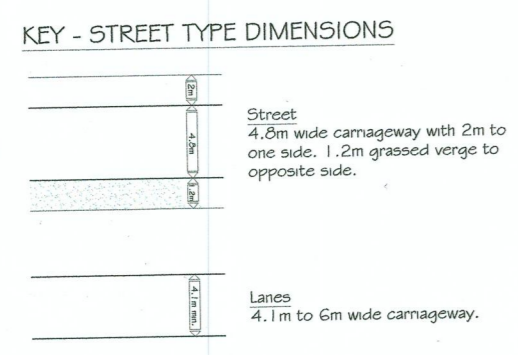 KEY - STREET TYPE DIMENSIONS
2m
4.8m
1.2m
Street
4.8m wide carriageway with 2m to
one side. 1.2m grassed verge to
opposite side.
4.1m min.
Lanes
4.1m to 6m wide carriageway.